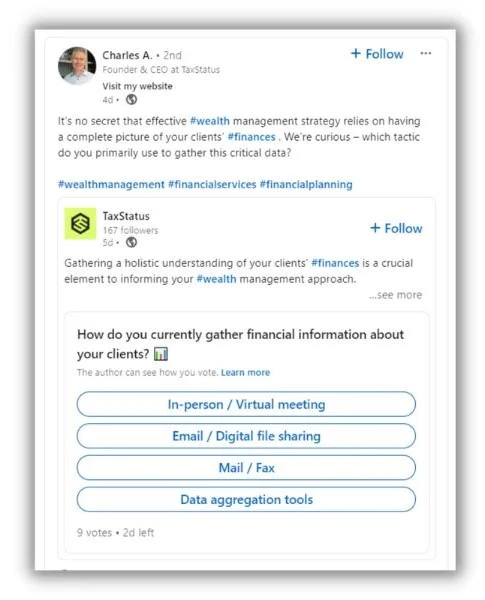 Charles A. • 2nd
+ Follow ···
Founder & CEO at TaxStatus
Visit my website
4d •
It's no secret that effective #wealth management strategy relies on having
a complete picture of your clients' #finances . We're curious – which tactic
do you primarily use to gather this critical data?
#wealthmanagement #financialservices #financialplanning
TaxStatus
167 followers
+ Follow
5d •
Gathering a holistic understanding of your clients' #finances is a crucial
element to informing your #wealth management approach.
...see more
How do you currently gather financial information about
your clients? 📊
The author can see how you vote. Learn more
In-person / Virtual meeting
Email / Digital file sharing
Mail / Fax
Data aggregation tools
9 votes • 2d left